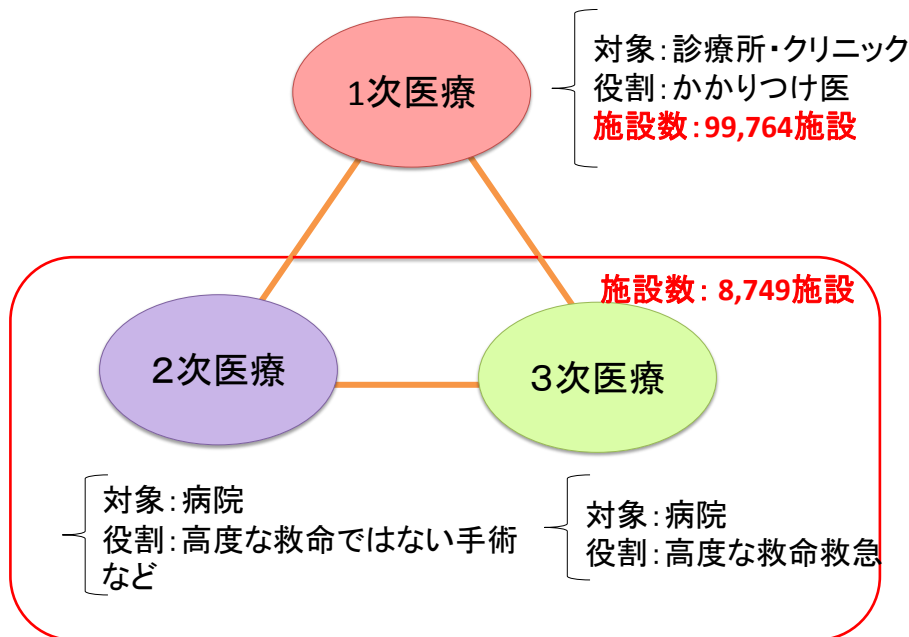 1次医療
対象：診療所・クリニック
役割：かかりつけ医
施設数：99,764施設
施設数： 8,749施設
２次医療
３次医療
対象：病院
役割：高度な救命ではない手術
など
対象：病院
役割：高度な救命救急